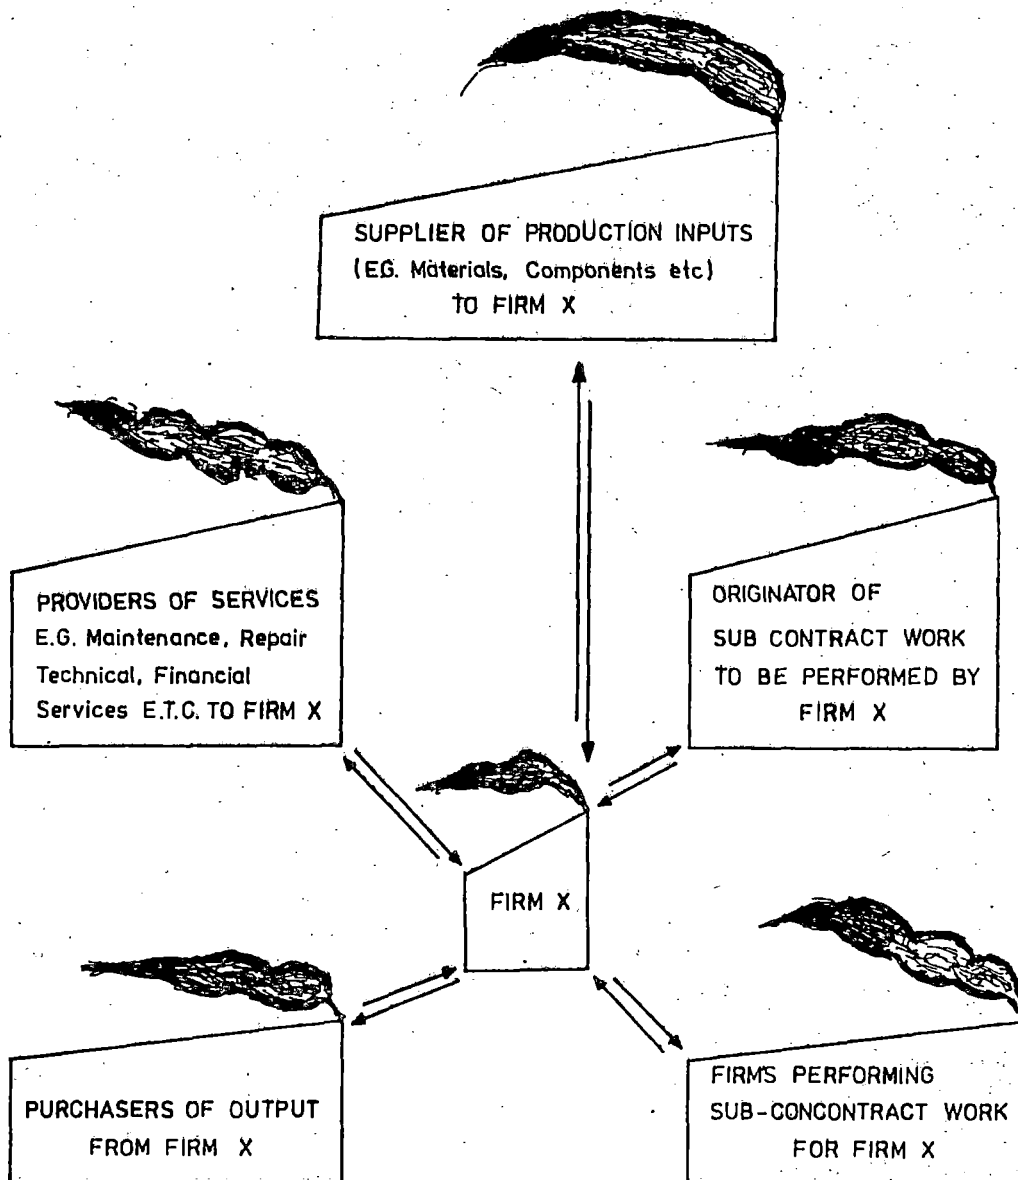 SUPPLIER OF PRODUCTION INPUTS
(EG. Materials, Components etc)
TO FIRM X
PROVIDERS OF SERVICES
E.G. Maintenance, Repair
Technical, Financial
Services E.T.C. TO FIRM X
ORIGINATOR OF
SUB CONTRACT WORK
TO BE PERFORMED BY
FIRM X
FIRM X
PURCHASERS OF OUTPUT
FROM FIRM X
FIRM'S PERFORMING
SUB-CONCONTRACT WORK
FOR FIRM X